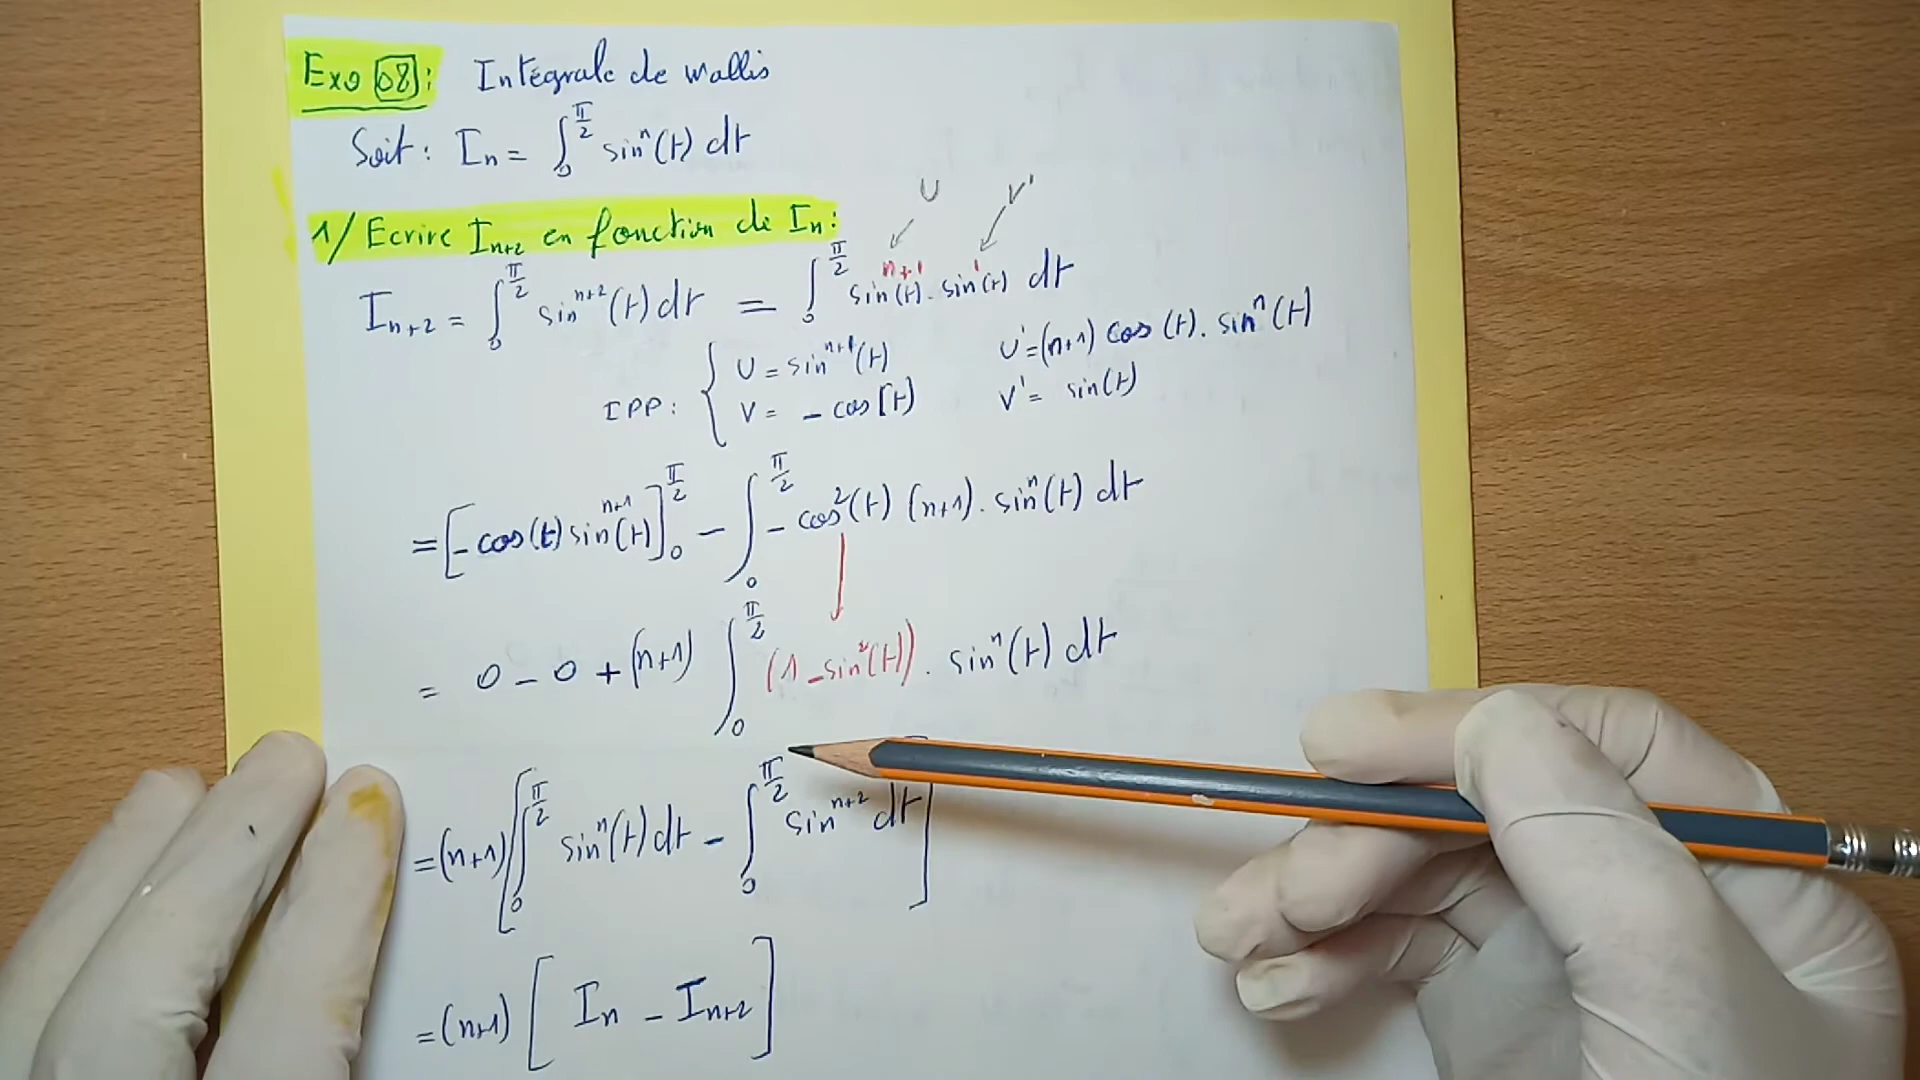 Exo 08: Intégrale de Wallis
Soit: Iₙ = ∫₀^(π/2) sinⁿ(t) dt
U V'
1/ Ecrire Iₙ₊₂ en fonction de Iₙ:
Iₙ₊₂ = ∫₀^(π/2) sinⁿ⁺²(t) dt = ∫₀^(π/2) sinⁿ⁺¹(t) . sin¹(t) dt
IPP: { U = sinⁿ⁺¹(t) U' = (n+1) cos(t) . sinⁿ(t)
V = - cos(t) V' = sin(t)
= [- cos(t) sinⁿ⁺¹(t)]₀^(π/2) - ∫₀^(π/2) - cos²(t) (n+1) . sinⁿ(t) dt
= 0 - 0 + (n+1) ∫₀^(π/2) (1 - sin²(t)) . sinⁿ(t) dt
= (n+1) [∫₀^(π/2) sinⁿ(t) dt - ∫₀^(π/2) sinⁿ⁺² dt]
= (n+1) [Iₙ - Iₙ₊₂]